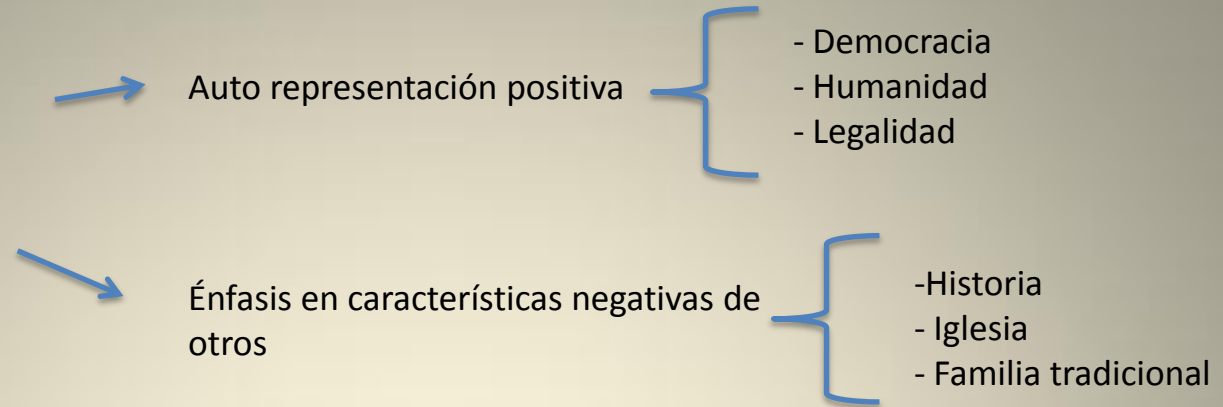 Auto representación positiva
- Democracia
- Humanidad
- Legalidad
Énfasis en características negativas de
otros
-Historia
- Iglesia
- Familia tradicional